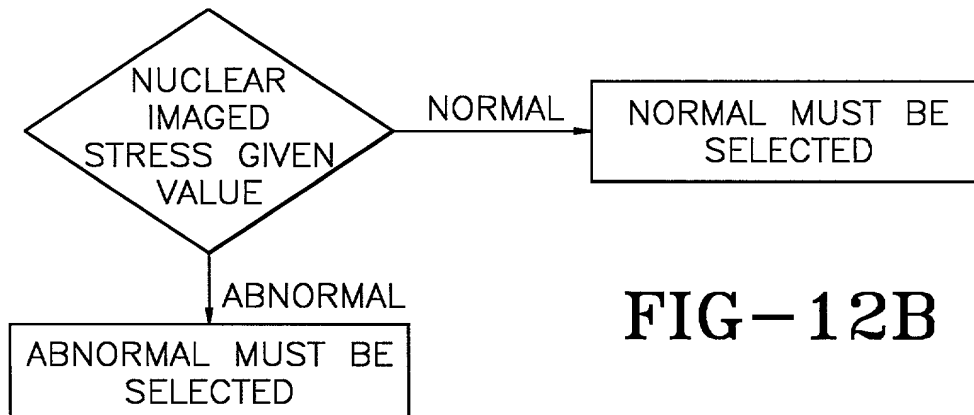 NUCLEAR
IMAGED
STRESS GIVEN
VALUE
NORMAL
NORMAL MUST BE
SELECTED
ABNORMAL
ABNORMAL MUST BE
SELECTED
FIG-12B